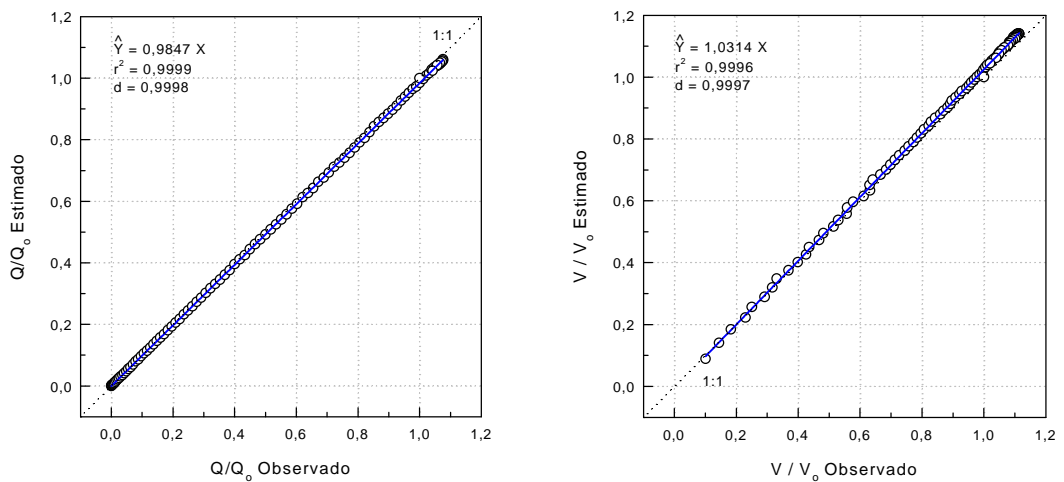 1,2
1,0
0,8
0,6
0,4
0,2
0,0
Q/Qₒ Estimado
Ŷ = 0,9847 X
r² = 0,9999
d = 0,9998
1:1
0,0 0,2 0,4 0,6 0,8 1,0 1,2
Q/Qₒ Observado
1,2
1,0
0,8
0,6
0,4
0,2
0,0
V / Vₒ Estimado
Ŷ = 1,0314 X
r² = 0,9996
d = 0,9997
1:1
0,0 0,2 0,4 0,6 0,8 1,0 1,2
V / Vₒ Observado